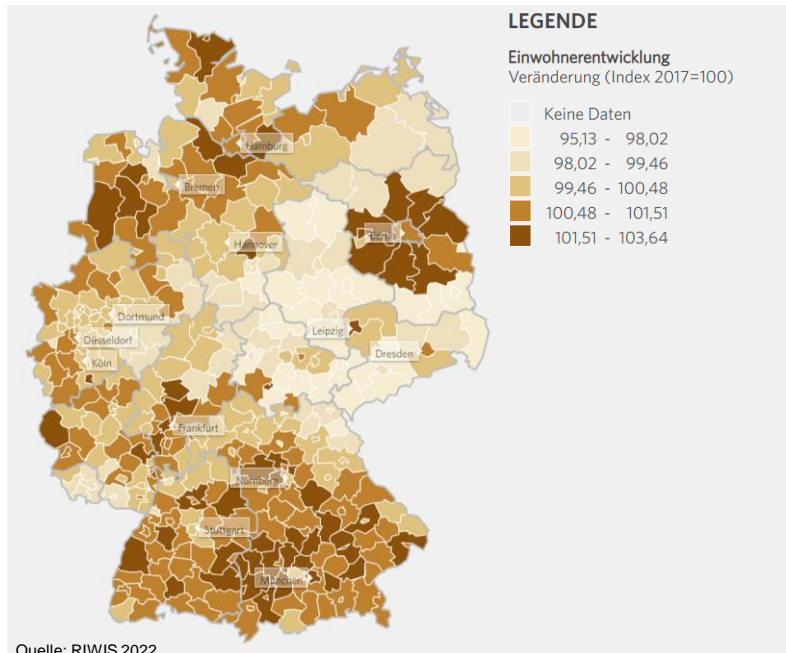 LEGENDE
Einwohnerentwicklung
Veränderung (Index 2017=100)
Keine Daten
95,13 - 98,02
98,02 - 99,46
99,46 - 100,48
100,48 - 101,51
101,51 - 103,64
Hamburg
Bremen
Berlin
Hannover
Dortmund
Leipzig
Düsseldorf
Dresden
Köln
Frankfurt
Nürnberg
Stuttgart
München
Quelle: RIWIS 2022